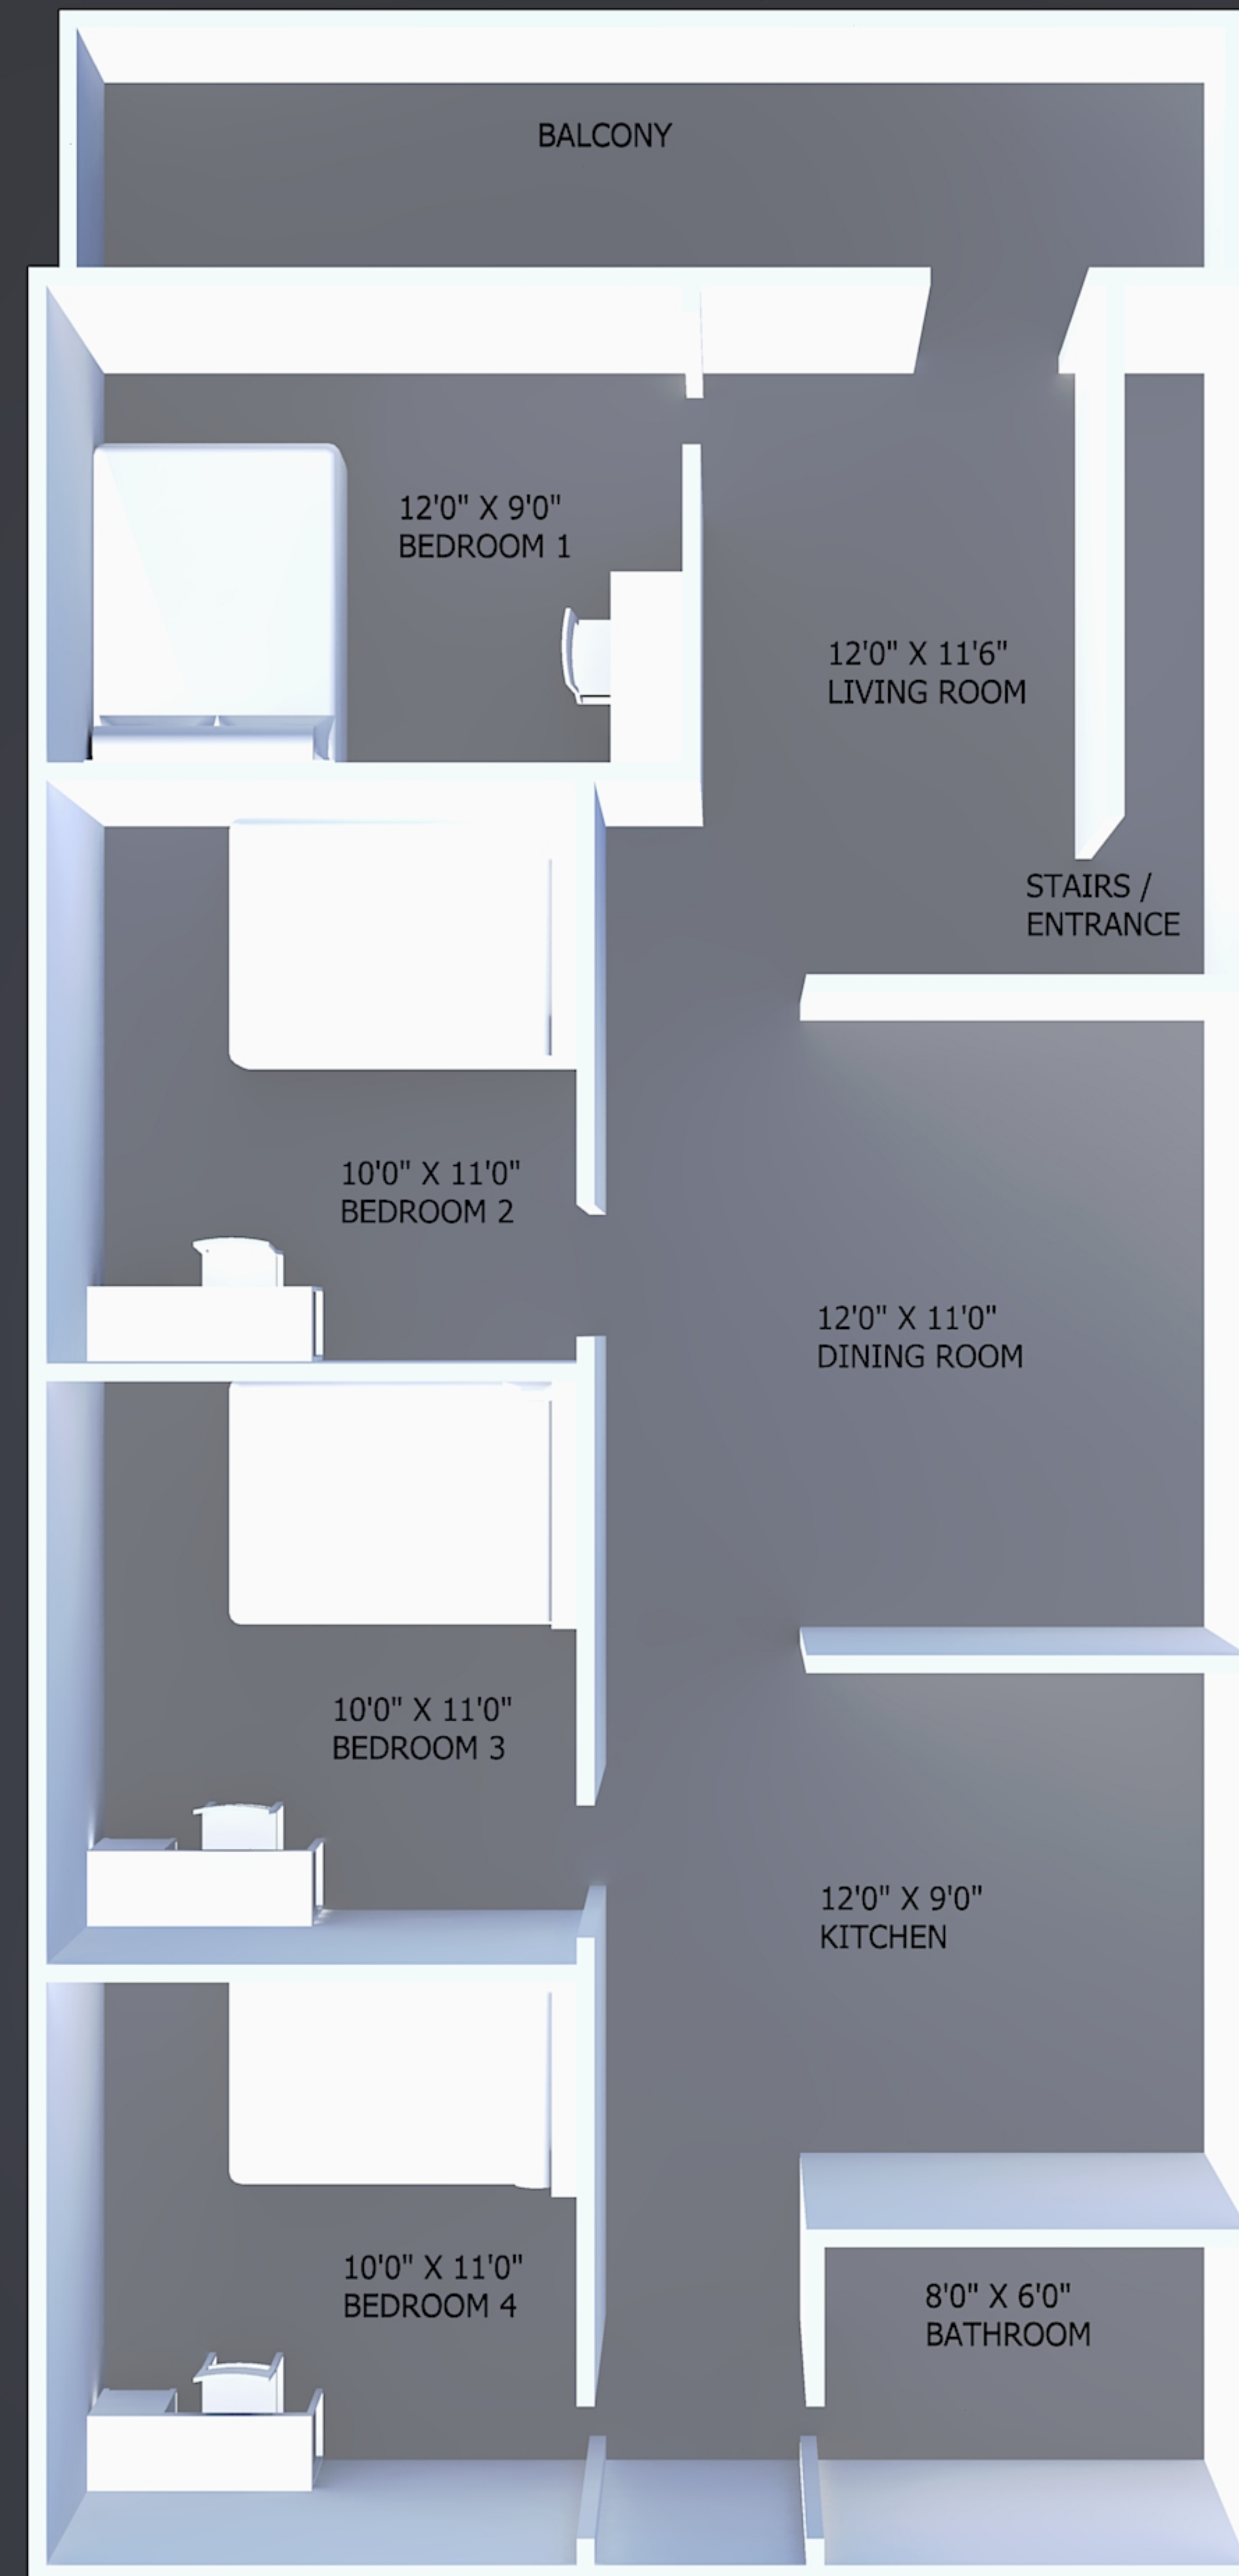 BALCONY
12'0" X 9'0"
BEDROOM 1
12'0" X 11'6"
LIVING ROOM
STAIRS /
ENTRANCE
10'0" X 11'0"
BEDROOM 2
12'0" X 11'0"
DINING ROOM
10'0" X 11'0"
BEDROOM 3
12'0" X 9'0"
KITCHEN
10'0" X 11'0"
BEDROOM 4
8'0" X 6'0"
BATHROOM